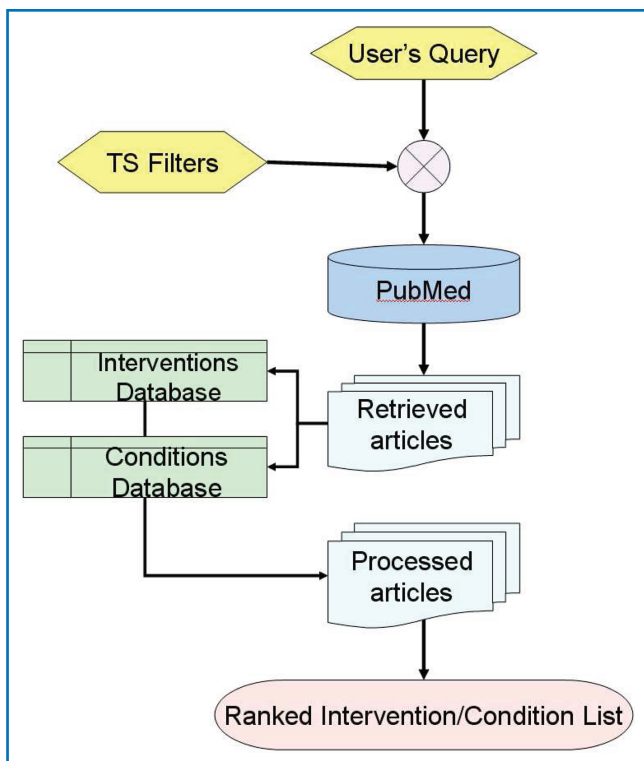 User's Query
TS Filters
PubMed
Interventions
Database
Retrieved
articles
Conditions
Database
Processed
articles
Ranked Intervention/Condition List